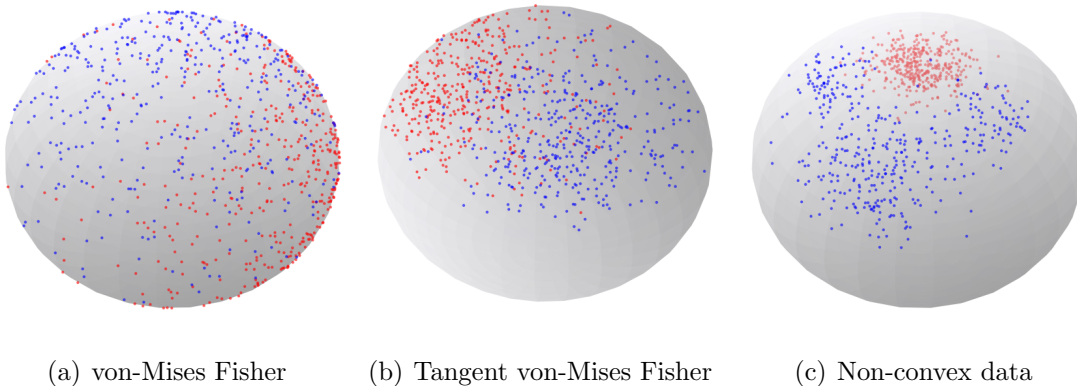 (a) von-Mises Fisher
(b) Tangent von-Mises Fisher
(c) Non-convex data